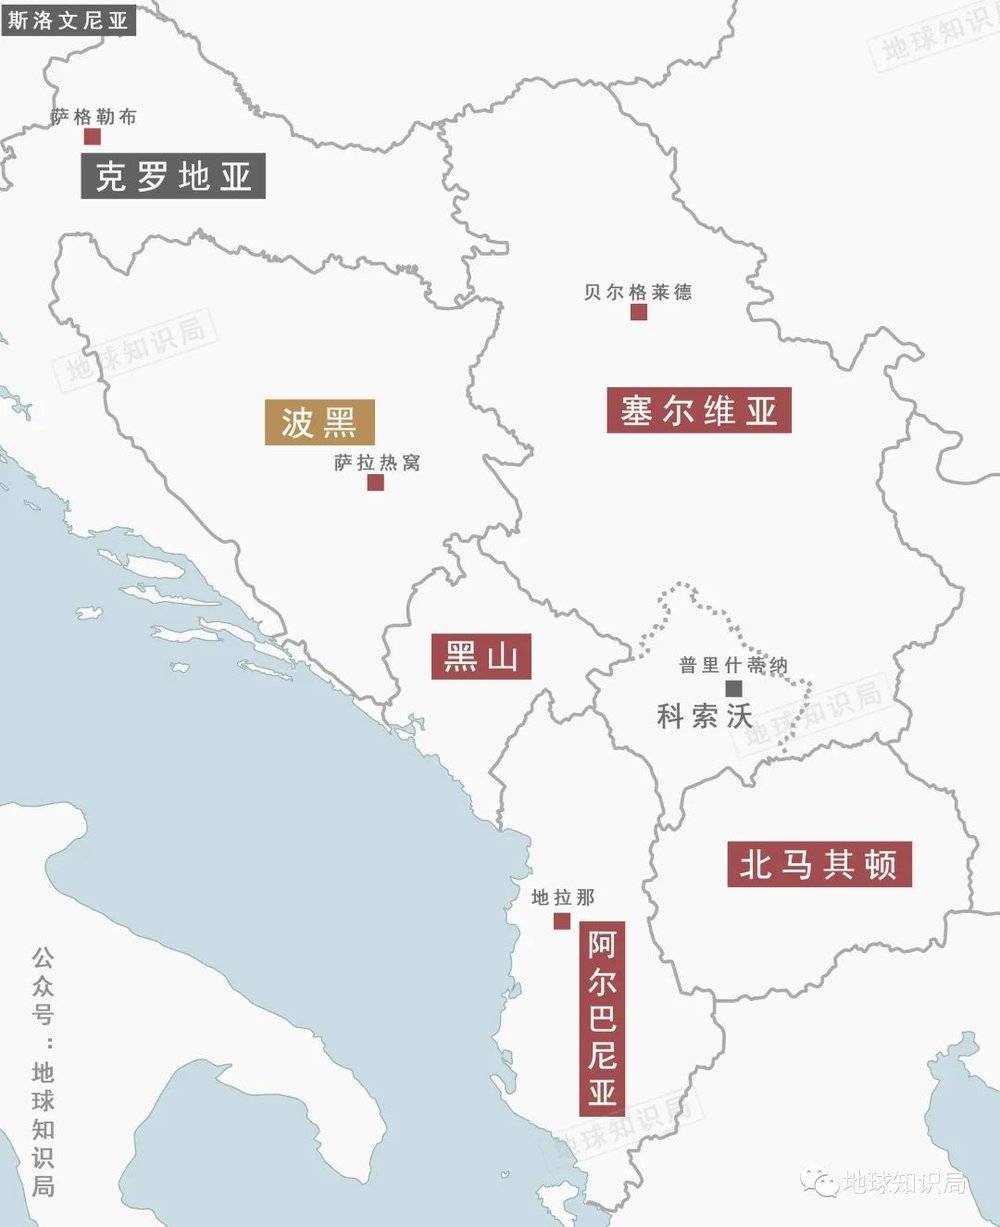 斯洛文尼亚
地球知识局
萨格勒布
克罗地亚
贝尔格莱德
地球知识局
塞尔维亚
波黑
萨拉热窝
黑山
普里什蒂纳
科索沃
地球知识局
北马其顿
地拉那
阿尔巴尼亚
公众号：地球知识局
地球知识局
地球知识局